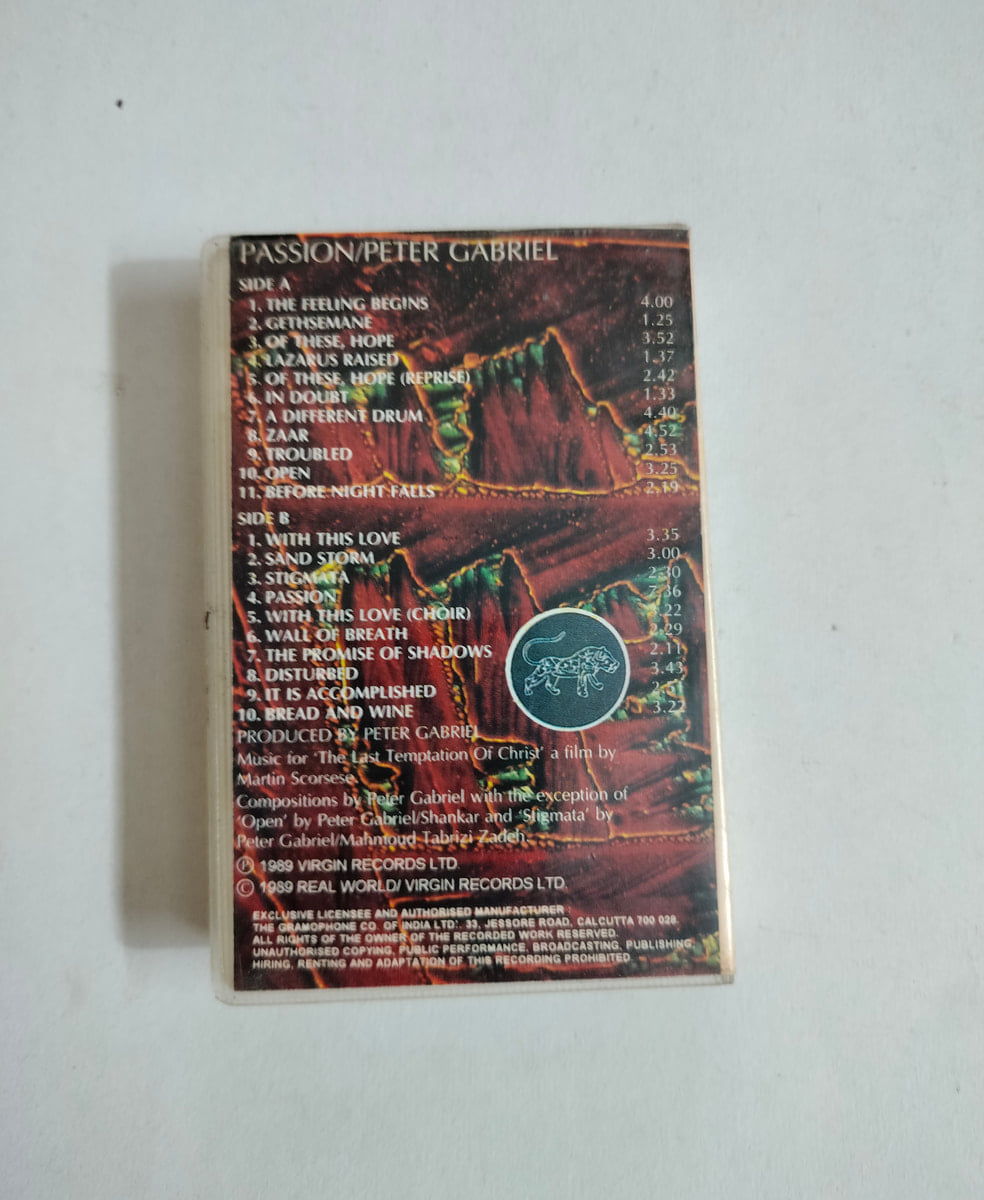 PASSION/PETER GABRIEL
SIDE A
1. THE FEELING BEGINS 4.00
2. GETHSEMANE 1.25
3. OF THESE, HOPE 3.52
4. LAZARUS RAISED 1.37
5. OF THESE, HOPE (REPRISE) 2.42
6. IN DOUBT 1.33
7. A DIFFERENT DRUM 4.40
8. ZAAR 4.52
9. TROUBLED 2.53
10. OPEN 3.25
11. BEFORE NIGHT FALLS 2.19
SIDE B
1. WITH THIS LOVE 3.35
2. SAND STORM 3.00
3. STIGMATA 2.30
4. PASSION 7.36
5. WITH THIS LOVE (CHOIR)
6. WALL OF BREATH 2.29
7. THE PROMISE OF SHADOWS 2.11
8. DISTURBED 3.43
9. IT IS ACCOMPLISHED
10. BREAD AND WINE 3.22
PRODUCED BY PETER GABRIEL
Music for 'The Last Temptation Of Christ' a film by
Martin Scorsese.
Compositions by Peter Gabriel with the exception of
'Open' by Peter Gabriel/Shankar and 'Stigmata' by
Peter Gabriel/Mahmoud Tabrizi Zadeh.
Ⓟ 1989 VIRGIN RECORDS LTD.
© 1989 REAL WORLD/ VIRGIN RECORDS LTD.
EXCLUSIVE LICENSEE AND AUTHORISED MANUFACTURER
THE GRAMOPHONE CO. OF INDIA LTD:. 33, JESSORE ROAD, CALCUTTA 700 028.
ALL RIGHTS OF THE OWNER OF THE RECORDED WORK RESERVED.
UNAUTHORISED COPYING, PUBLIC PERFORMANCE, BROADCASTING, PUBLISHING,
HIRING, RENTING AND ADAPTATION OF THIS RECORDING PROHIBITED.